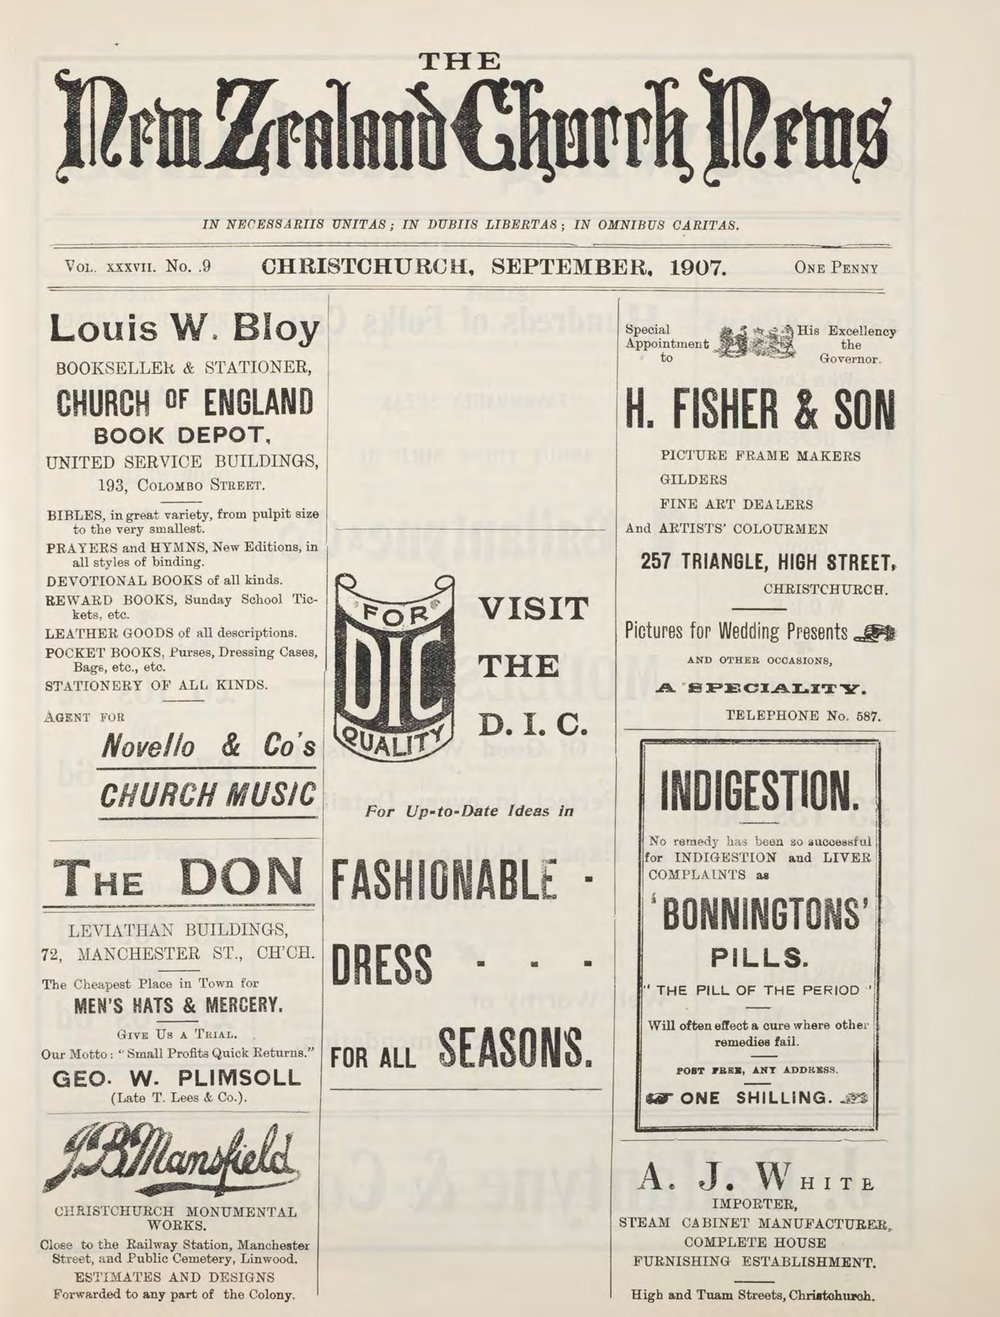 THE
New Zealand Church News
IN NECESSARIIS UNITAS; IN DUBIIS LIBERTAS; IN OMNIBUS CARITAS.
VOL. XXXVII. No. .9 CHRISTCHURCH, SEPTEMBER, 1907. ONE PENNY
Louis W. Bloy
BOOKSELLER & STATIONER,
CHURCH OF ENGLAND
BOOK DEPOT,
UNITED SERVICE BUILDINGS,
193, COLOMBO STREET.
BIBLES, in great variety, from pulpit size
to the very smallest.
PRAYERS and HYMNS, New Editions, in
all styles of binding.
DEVOTIONAL BOOKS of all kinds.
REWARD BOOKS, Sunday School Tic-
kets, etc.
LEATHER GOODS of all descriptions.
POCKET BOOKS, Purses, Dressing Cases,
Bags, etc., etc.
STATIONERY OF ALL KINDS.
AGENT FOR
Novello & Co's
CHURCH MUSIC
THE DON
LEVIATHAN BUILDINGS,
72, MANCHESTER ST., CH'CH.
The Cheapest Place in Town for
MEN'S HATS & MERCERY.
GIVE US A TRIAL.
Our Motto: "Small Profits Quick Returns."
GEO. W. PLIMSOLL
(Late T. Lees & Co.).
J.B. Mansfield
CHRISTCHURCH MONUMENTAL
WORKS.
Close to the Railway Station, Manchester
Street, and Public Cemetery, Linwood.
ESTIMATES AND DESIGNS
Forwarded to any part of the Colony.
"FOR"
DIC
QUALITY
VISIT
THE
D. I. C.
For Up-to-Date Ideas in
FASHIONABLE -
DRESS - - -
FOR ALL SEASONS.
Special
Appointment
to
His Excellency
the
Governor.
H. FISHER & SON
PICTURE FRAME MAKERS
GILDERS
FINE ART DEALERS
And ARTISTS' COLOURMEN
257 TRIANGLE, HIGH STREET,
CHRISTCHURCH.
Pictures for Wedding Presents
AND OTHER OCCASIONS,
A SPECIALITY.
TELEPHONE No. 587.
INDIGESTION.
No remedy has been so successful
for INDIGESTION and LIVER
COMPLAINTS as
'BONNINGTONS'
PILLS.
"THE PILL OF THE PERIOD"
Will often effect a cure where other
remedies fail.
POST FREE, ANY ADDRESS.
ONE SHILLING.
A. J. WHITE
IMPORTER,
STEAM CABINET MANUFACTURER,
COMPLETE HOUSE
FURNISHING ESTABLISHMENT.
High and Tuam Streets, Christchurch.